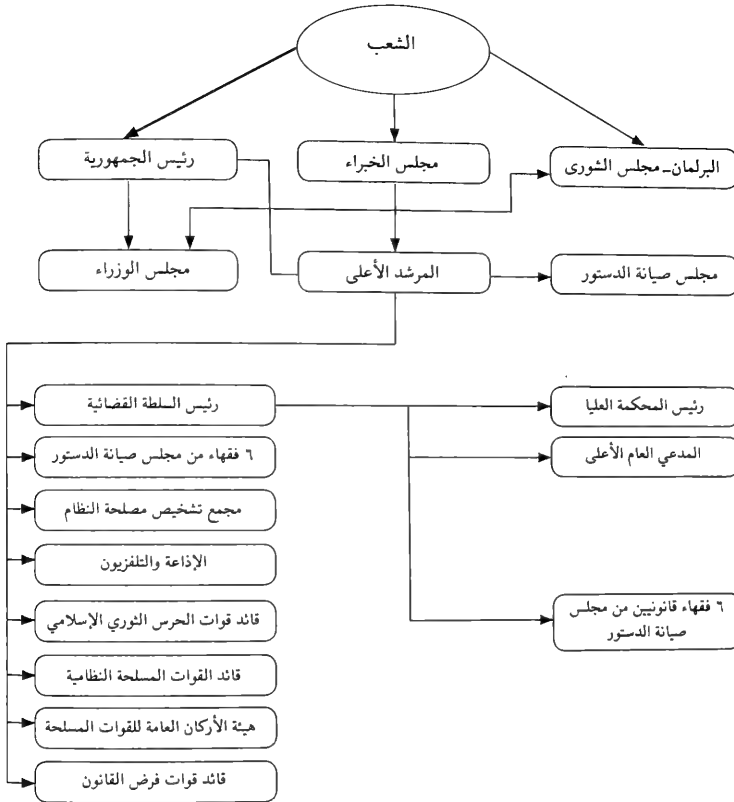 الشعب
رئيس الجمهورية
مجلس الخبراء
البرلمان - مجلس الشورى
مجلس الوزراء
المرشد الأعلى
مجلس صيانة الدستور
رئيس السلطة القضائية
رئيس المحكمة العليا
٦ فقهاء من مجلس صيانة الدستور
المدعي العام الأعلى
مجمع تشخيص مصلحة النظام
الإذاعة والتلفزيون
قائد قوات الحرس الثوري الإسلامي
٦ فقهاء قانونيين من مجلس
صيانة الدستور
قائد القوات المسلحة النظامية
هيئة الأركان العامة للقوات المسلحة
قائد قوات فرض القانون